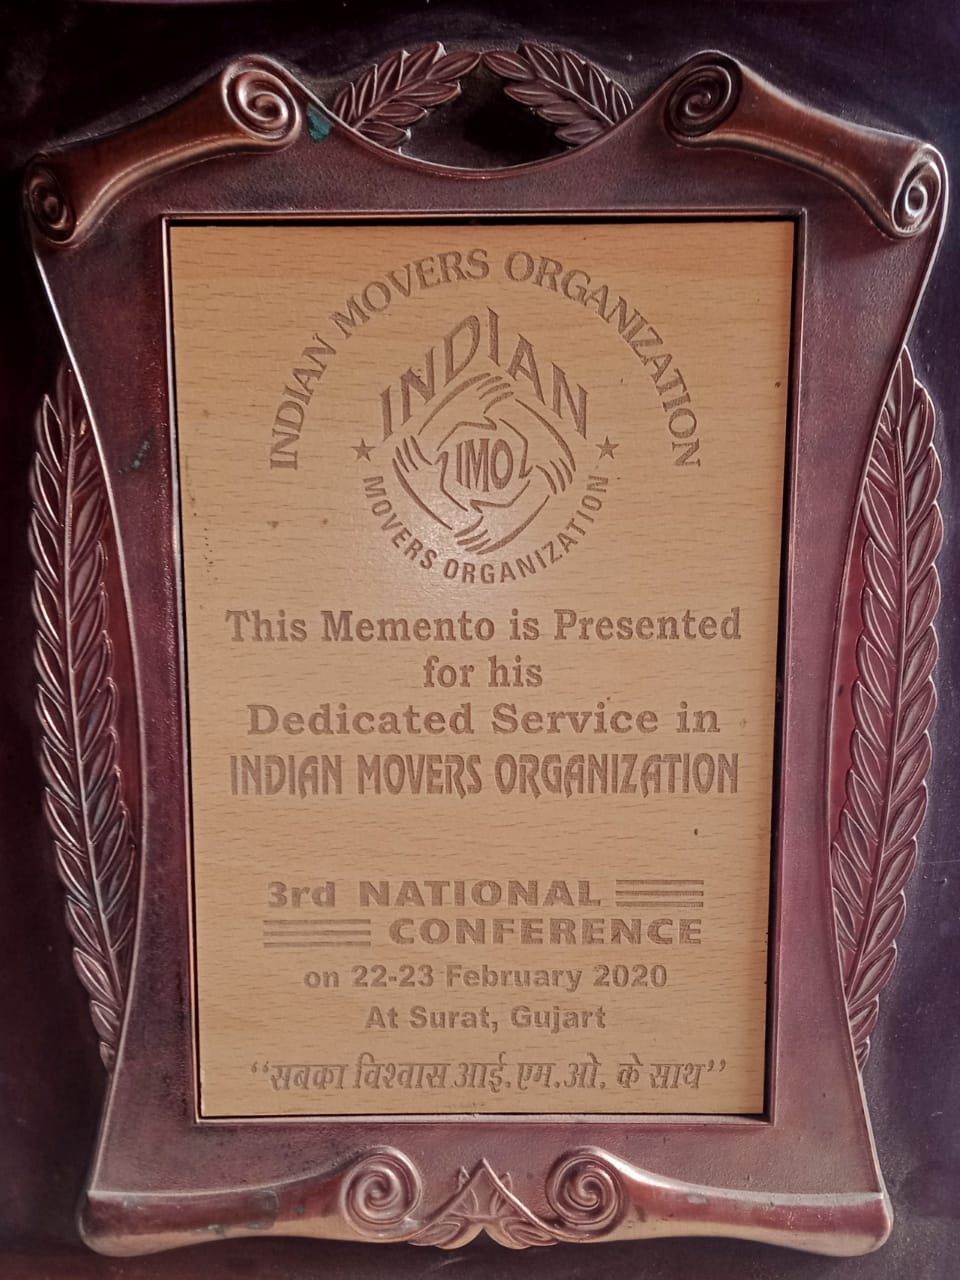 INDIAN MOVERS ORGANIZATION
INDIAN
IMO
MOVERS ORGANIZATION
This Memento is Presented
for his
Dedicated Service in
INDIAN MOVERS ORGANIZATION
3rd NATIONAL
CONFERENCE
on 22-23 February 2020
At Surat, Gujart
“सबका विश्वास आई.एम.ओ. के साथ”